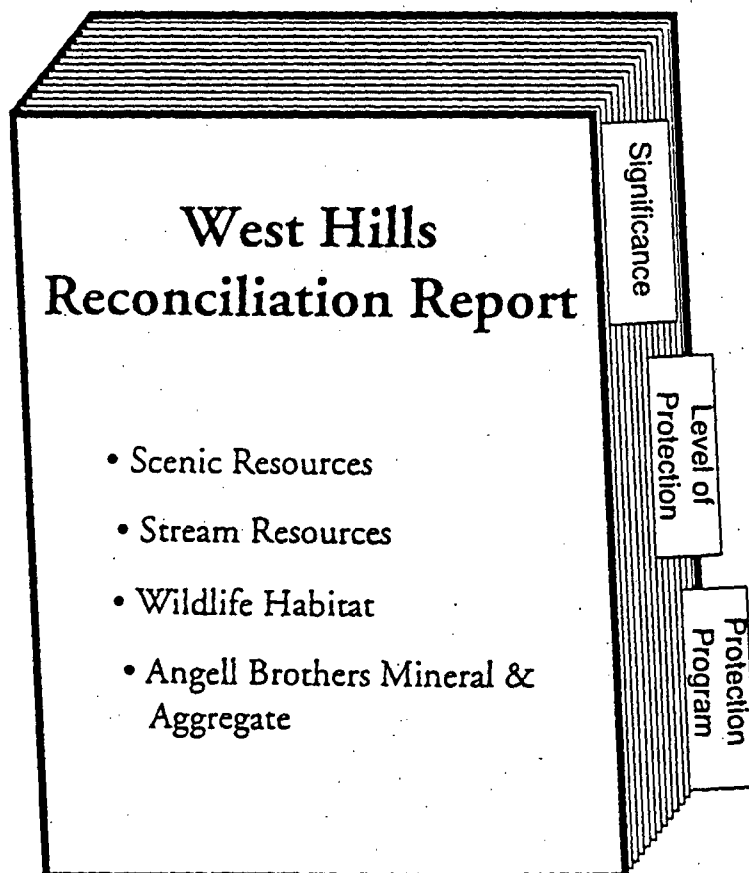 West Hills
Reconciliation Report
• Scenic Resources
• Stream Resources
• Wildlife Habitat
• Angell Brothers Mineral &
Aggregate
Significance
Level of
Protection
Protection
Program